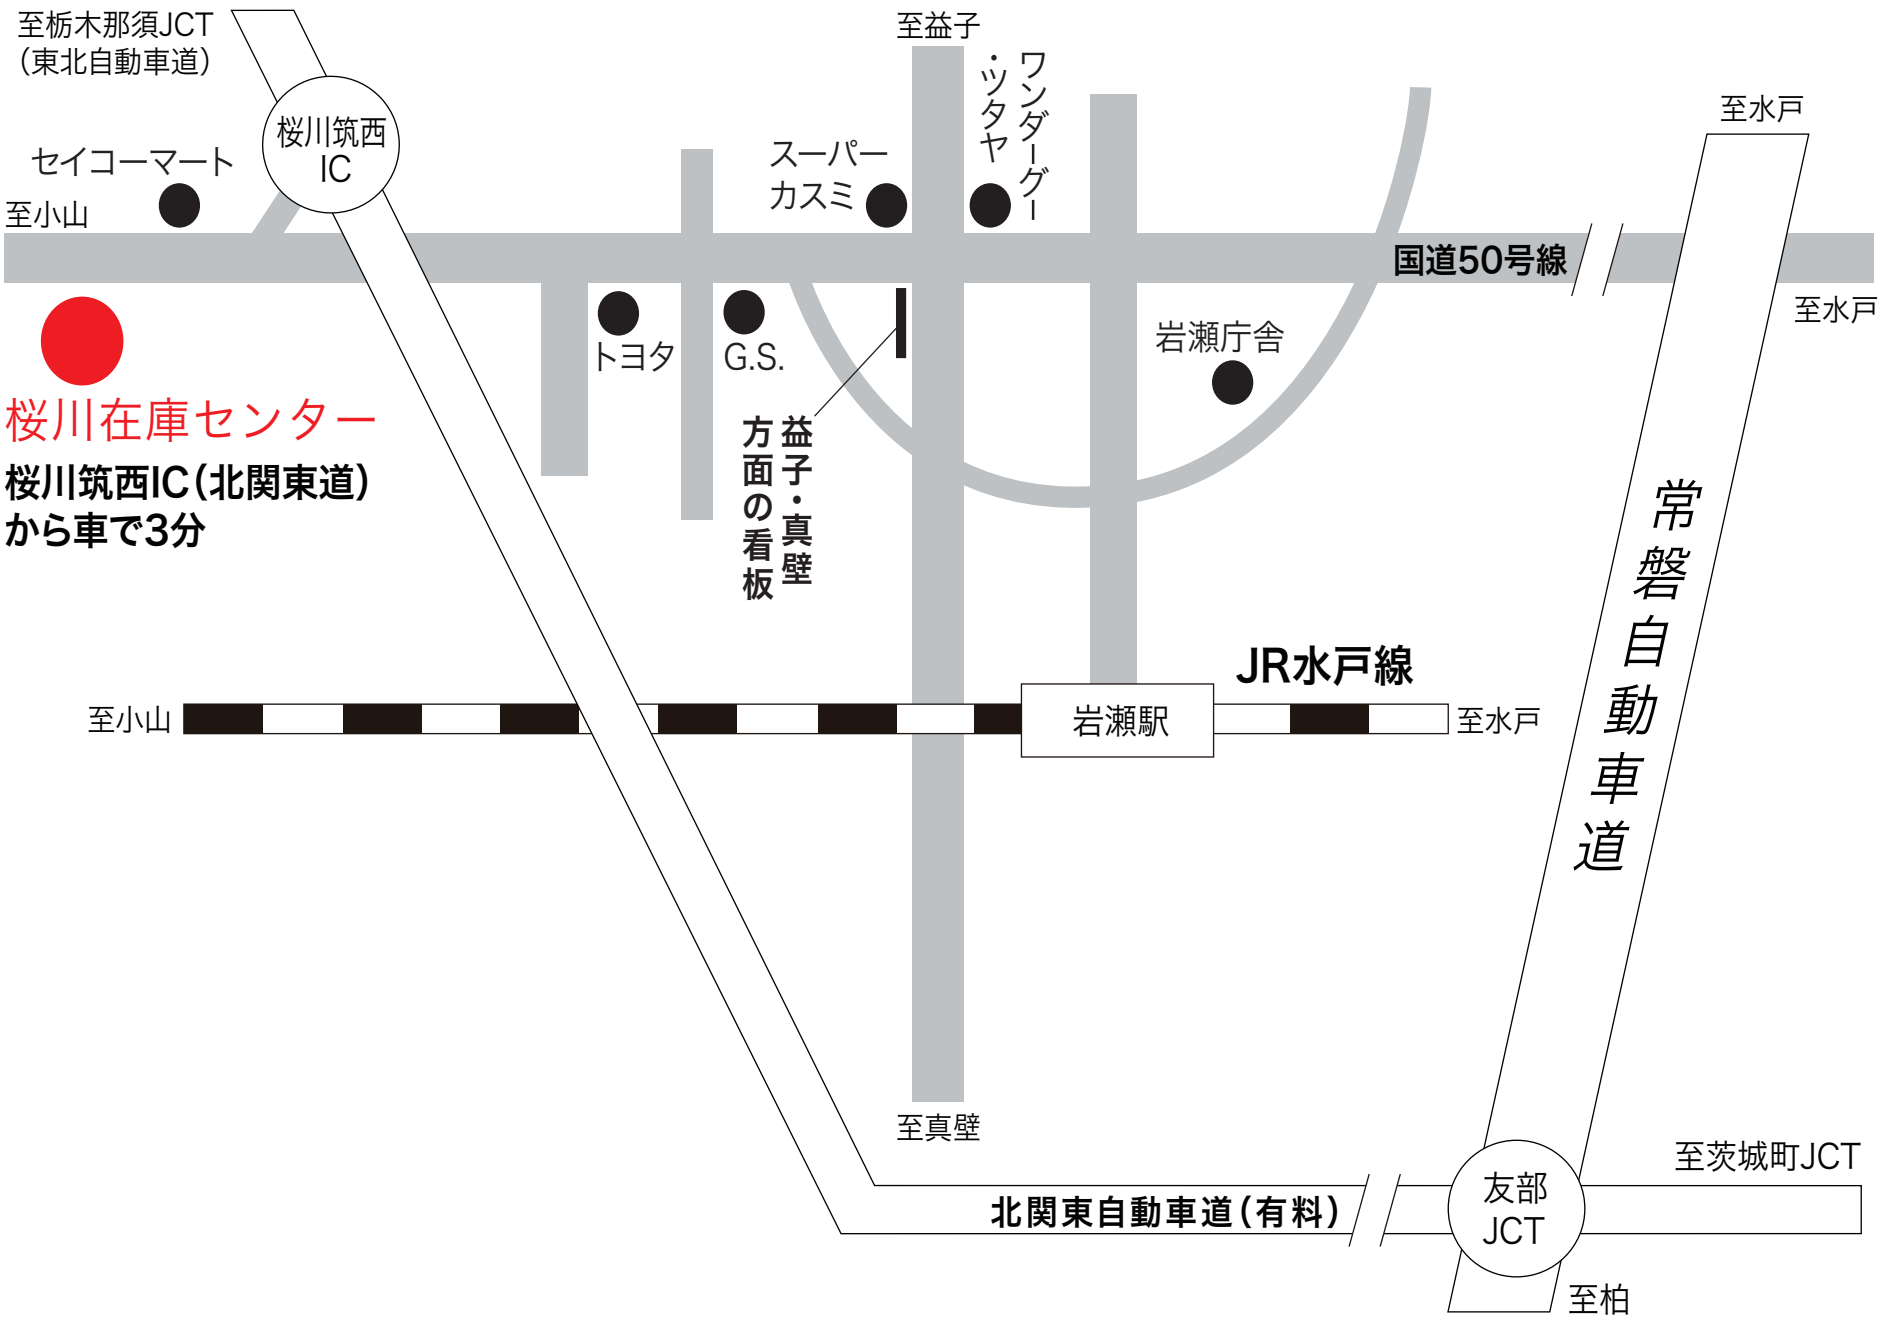 至栃木那須JCT
（東北自動車道）
桜川筑西
IC
セイコーマート
至小山
至益子
ワンダーグー
・ツタヤ
スーパー
カスミ
至水戸
国道50号線
至水戸
トヨタ
G.S.
岩瀬庁舎
桜川在庫センター
桜川筑西IC（北関東道）
から車で3分
益子・真壁
方面の看板
常磐自動車道
JR水戸線
至小山
岩瀬駅
至水戸
至真壁
至茨城町JCT
北関東自動車道（有料）
友部
JCT
至柏